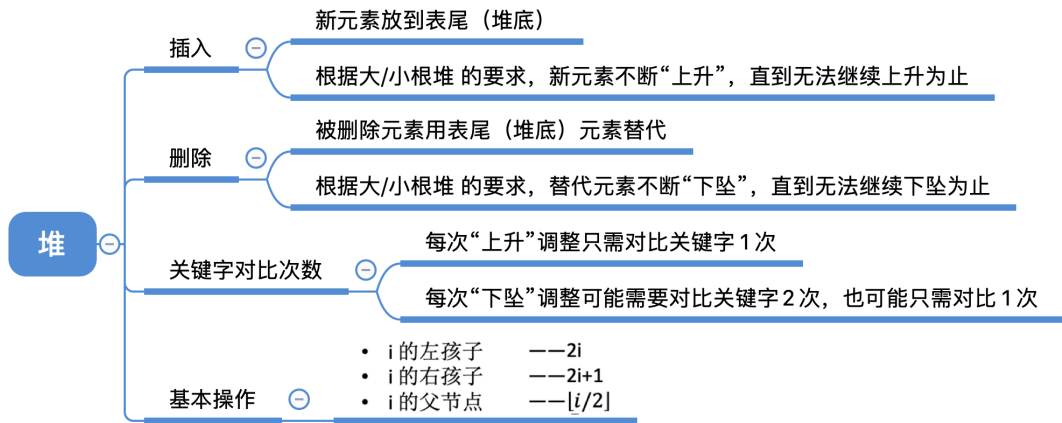 堆
插入
新元素放到表尾（堆底）
根据大/小根堆 的要求，新元素不断“上升”，直到无法继续上升为止
删除
被删除元素用表尾（堆底）元素替代
根据大/小根堆 的要求，替代元素不断“下坠”，直到无法继续下坠为止
关键字对比次数
每次“上升”调整只需对比关键字1次
每次“下坠”调整可能需要对比关键字2次，也可能只需对比1次
基本操作
• i 的左孩子 ——2i
• i 的右孩子 ——2i+1
• i 的父节点 ——⌊i/2⌋